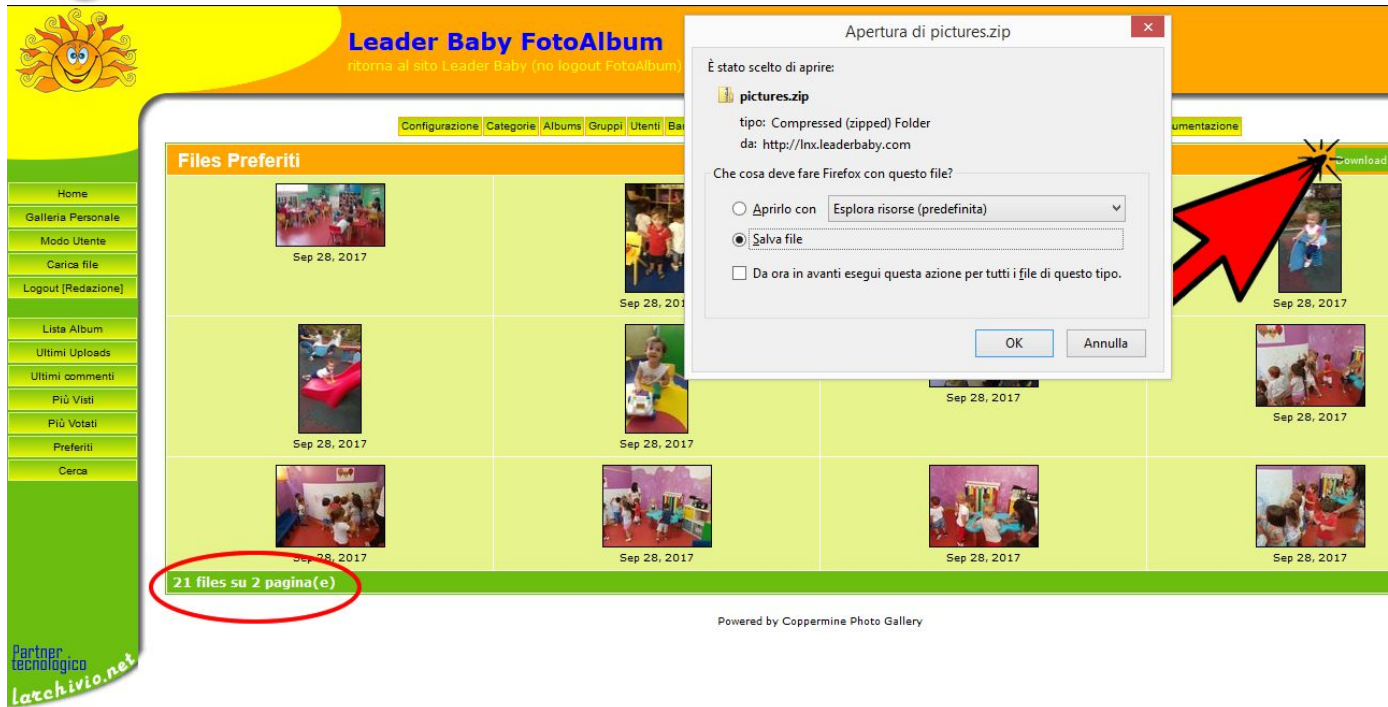 Leader Baby FotoAlbum
ritorna al sito Leader Baby (no logout FotoAlbum)
Configurazione Categorie Albums Gruppi Utenti
Files Preferiti
Download
Apertura di pictures.zip
È stato scelto di aprire:
pictures.zip
tipo: Compressed (zipped) Folder
da: http://lnx.leaderbaby.com
Che cosa deve fare Firefox con questo file?
Aprirlo con Esplora risorse (predefinita)
Salva file
Da ora in avanti esegui questa azione per tutti i file di questo tipo.
OK Annulla
Home
Galleria Personale
Modo Utente
Carica file
Logout [Redazione]
Lista Album
Ultimi Uploads
Ultimi commenti
Più Visti
Più Votati
Preferiti
Cerca
Sep 28, 2017
Sep 28, 201
Sep 28, 2017
Sep 28, 2017
Sep 28, 2017
Sep 28, 2017
Sep 28, 2017
Sep 28, 2017
Sep 28, 2017
Sep 28, 2017
Sep 28, 2017
21 files su 2 pagina(e)
Powered by Coppermine Photo Gallery
Partner
tecnologico
larchivio.net